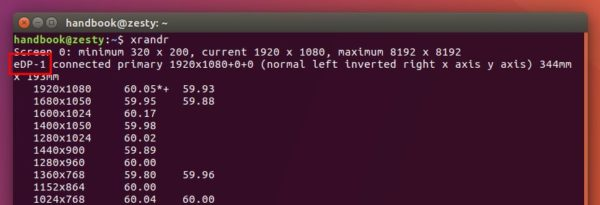 handbook@zesty: ~
handbook@zesty:~$ xrandr
Screen 0: minimum 320 x 200, current 1920 x 1080, maximum 8192 x 8192
eDP-1 connected primary 1920x1080+0+0 (normal left inverted right x axis y axis) 344mm
x 193mm
1920x1080 60.05*+ 59.93
1680x1050 59.95 59.88
1600x1024 60.17
1400x1050 59.98
1280x1024 60.02
1440x900 59.89
1280x960 60.00
1360x768 59.80 59.96
1152x864 60.00
1024x768 60.04 60.00